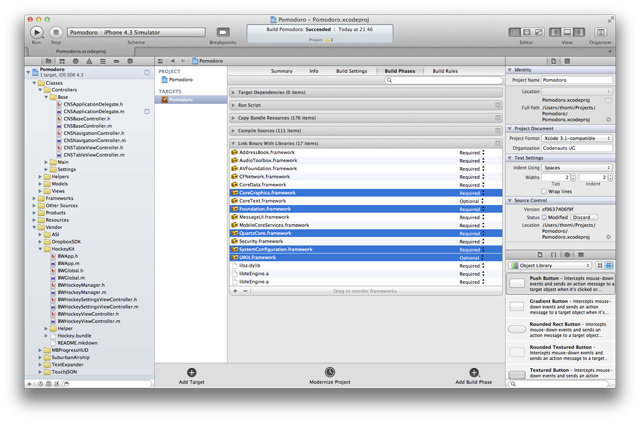 Pomodoro – Pomodoro.xcodeproj
Pomodoro > iPhone 4.3 Simulator
Build Pomodoro: Succeeded | Today at 21:46
Project 1
Run
Stop
Scheme
Breakpoints
Editor
View
Organizer
Pomodoro.xcodeproj
Pomodoro
1 target, iOS SDK 4.3
Classes
Controllers
Base
CNSApplicationDelegate.h
CNSApplicationDelegate.m
CNSBaseController.h
CNSBaseController.m
CNSNavigationController.h
CNSNavigationController.m
CNSTableViewController.h
CNSTableViewController.m
Main
Settings
Helpers
Models
Views
Frameworks
Other Sources
Products
Resources
Vendor
ASI
DropboxSDK
HockeyKit
BWApp.h
BWApp.m
BWGlobal.h
BWGlobal.m
BWHockeyManager.h
BWHockeyManager.m
BWHockeySettingsViewController.h
BWHockeySettingsViewController.m
BWHockeyViewController.h
BWHockeyViewController.m
Helper
Hockey.bundle
README.mkdown
MBProgressHUD
SuburbanAirship
TextExpander
TouchJSON
Pomodoro
PROJECT
Pomodoro
TARGETS
Pomodoro
Summary
Info
Build Settings
Build Phases
Build Rules
Target Dependencies (0 items)
Run Script
Copy Bundle Resources (176 items)
Compile Sources (111 items)
Link Binary With Libraries (17 items)
AddressBook.framework Required
AudioToolbox.framework Required
AVFoundation.framework Required
CFNetwork.framework Required
CoreData.framework Required
CoreGraphics.framework Required
CoreText.framework Optional
Foundation.framework Required
MessageUI.framework Required
MobileCoreServices.framework Required
QuartzCore.framework Required
Security.framework Required
SystemConfiguration.framework Required
UIKit.framework Optional
libz.dylib Required
libteEngine.a Required
libteEngine.a Required
Drag to reorder frameworks
Add Target
Modernize Project
Add Build Phase
Identity
Project Name Pomodoro
Location
Pomodoro.xcodeproj
Full Path /Users/thomi/Projects/
Pomodoro/
Pomodoro.xcodeproj
Project Document
Project Format Xcode 3.1-compatible
Organization Codenauts UG
Text Settings
Indent Using Spaces
Widths 2 2
Tab Indent
Wrap lines
Source Control
Version cf9637406f9f
Status Modified Discard...
Location /Users/thomi/Projects/
Pomodoro/
Pomodoro.xcodeproj
Object Library
Push Button – Intercepts mouse-
down events and sends an action
message to a target object when
it's clicked or...
Gradient Button – Intercepts
mouse-down events and sends an
action message to a target object
Rounded Rect Button – Intercepts
mouse-down events and sends an
action message to a target object...
Rounded Textured Button –
Intercepts mouse-down events and
sends an action message to a...
Textured Button – Intercepts
mouse-down events and sends an